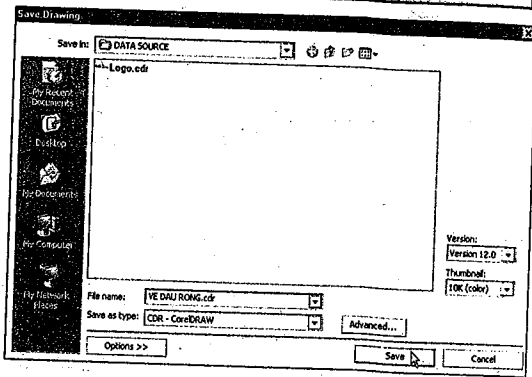 Save Drawing
Save in: DATA SOURCE
Logo.cdr
My Recent
Documents
Desktop
My Documents
My Computer
My Network
Places
Version:
Version 12.0
Thumbnail:
10K (color)
File name: VE DAU RONG.cdr
Save as type: CDR - CorelDRAW
Advanced...
Options >>
Save
Cancel